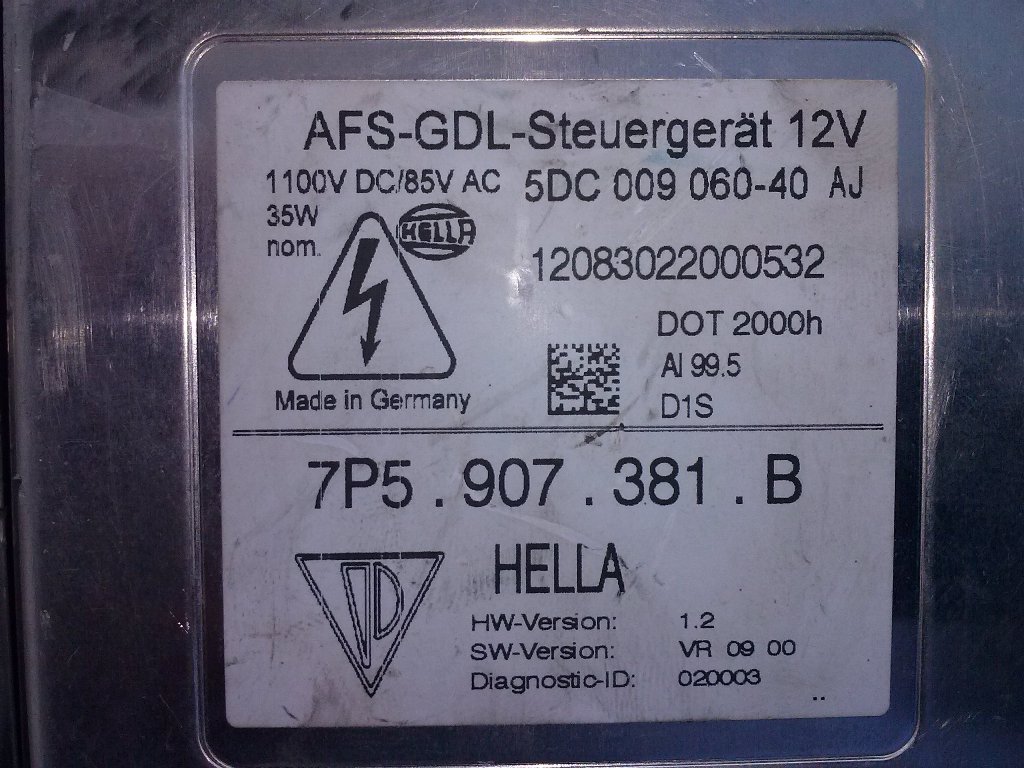 AFS-GDL-Steuergerät 12V
1100V DC/85V AC 5DC 009 060-40 AJ
35W
nom.
HELLA
12083022000532
DOT 2000h
AI 99.5
D1S
Made in Germany
7P5.907.381.B
HELLA
HW-Version: 1.2
SW-Version: VR 09 00
Diagnostic-ID: 020003
..